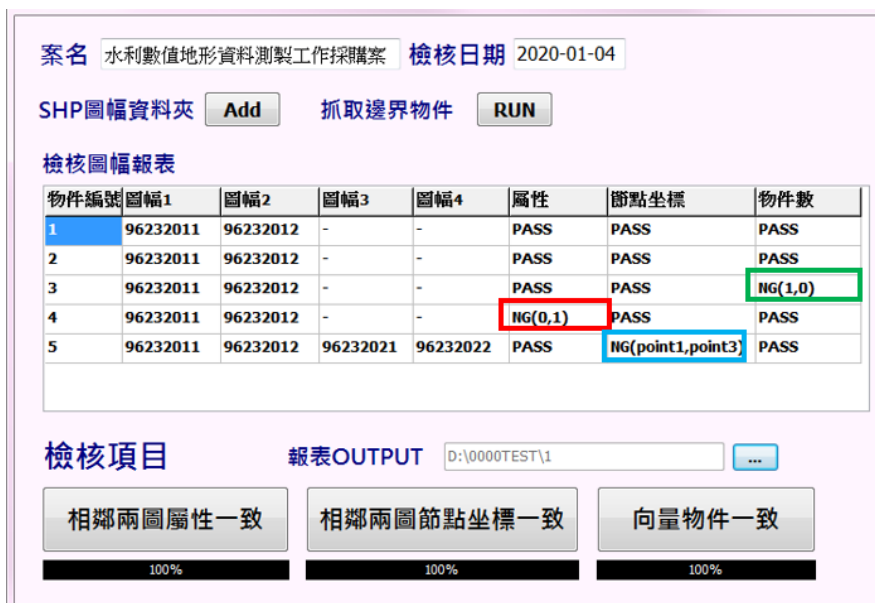 案名 水利數值地形資料測製工作採購案 檢核日期 2020-01-04
SHP圖幅資料夾 Add 抓取邊界物件 RUN
檢核圖幅報表
物件編號 圖幅1 圖幅2 圖幅3 圖幅4 屬性 節點坐標 物件數
1 96232011 96232012 - - PASS PASS PASS
2 96232011 96232012 - - PASS PASS PASS
3 96232011 96232012 - - PASS PASS NG(1,0)
4 96232011 96232012 - - NG(0,1) PASS PASS
5 96232011 96232012 96232021 96232022 PASS NG(point1,point3) PASS
檢核項目 報表OUTPUT D:\0000TEST\1 ...
相鄰兩圖屬性一致 相鄰兩圖節點坐標一致 向量物件一致
100% 100% 100%